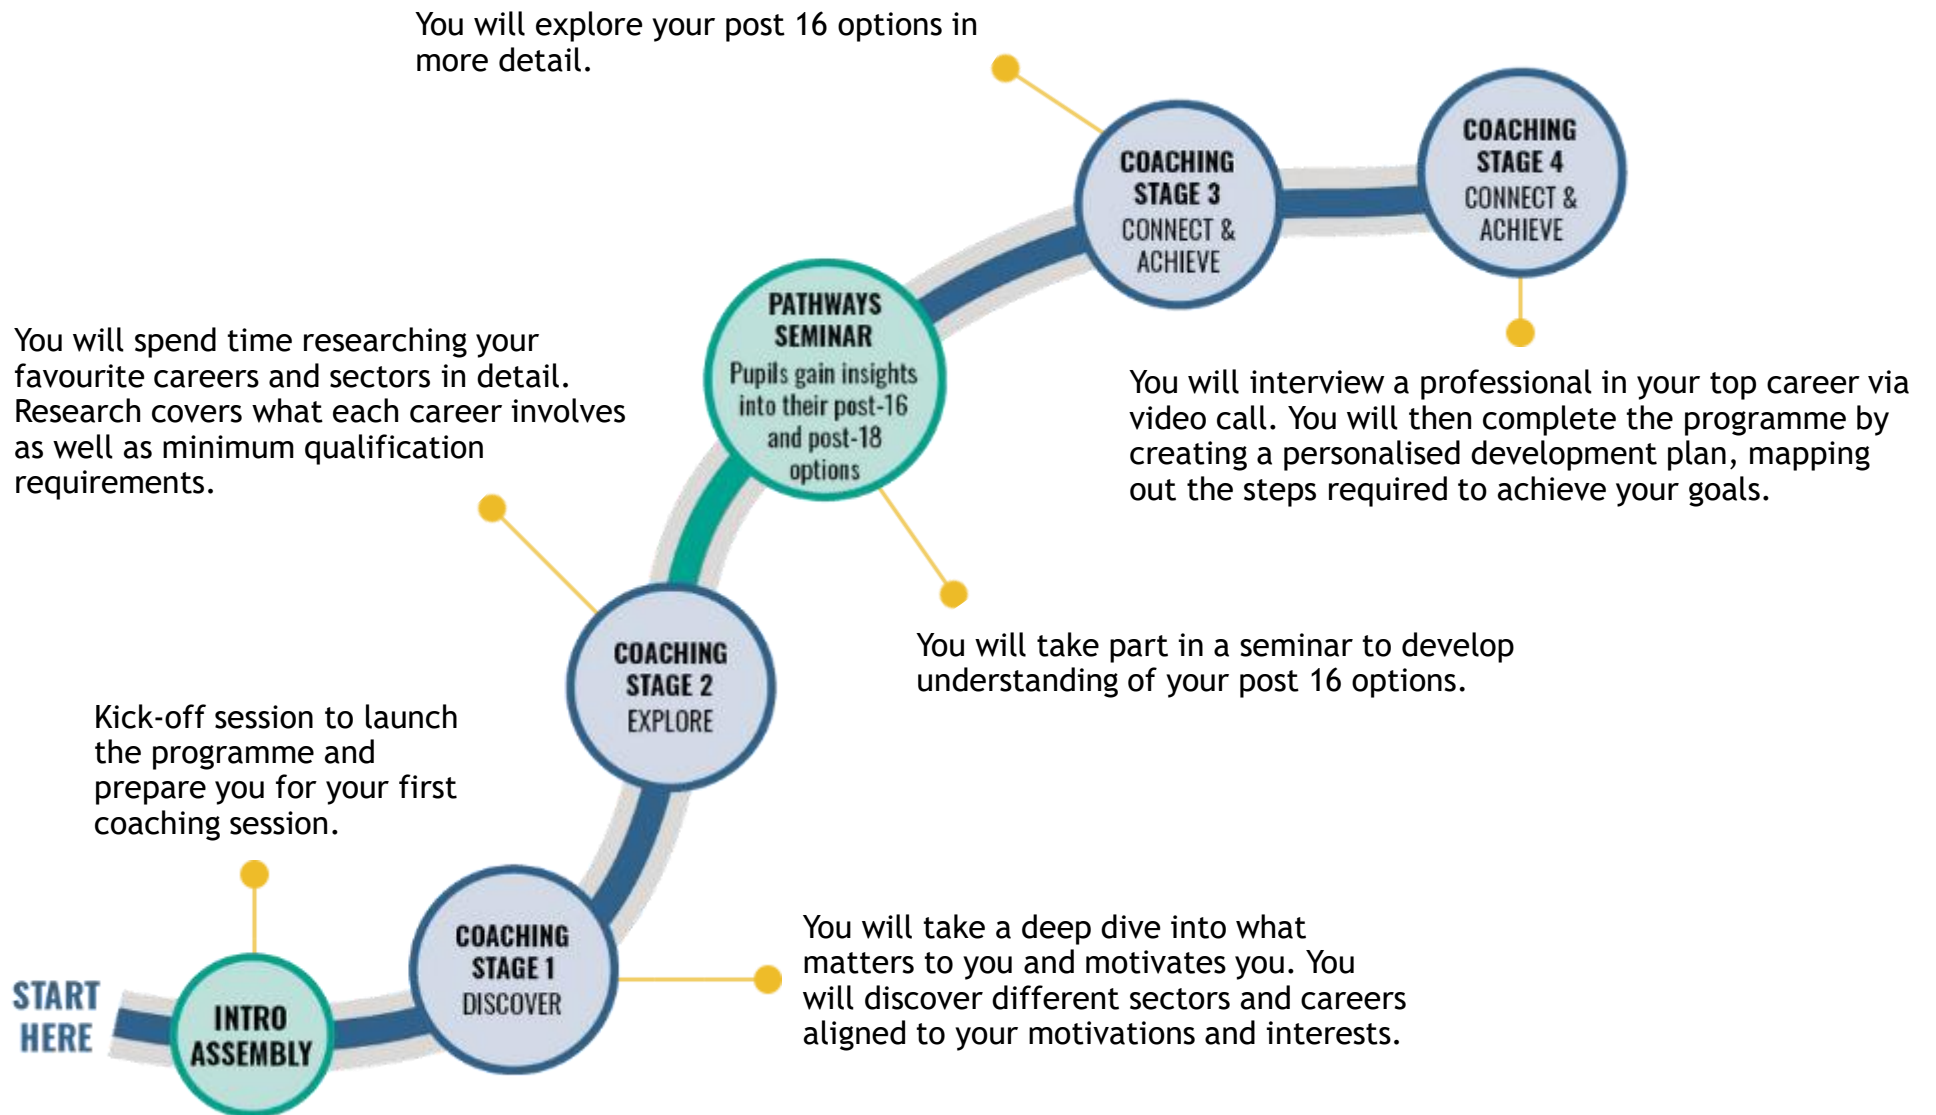 You will explore your post 16 options in
more detail.
COACHING
STAGE 4
CONNECT &
ACHIEVE
COACHING
STAGE 3
CONNECT &
ACHIEVE
PATHWAYS
SEMINAR
Pupils gain insights
into their post-16
and post-18
options
You will spend time researching your
favourite careers and sectors in detail.
Research covers what each career involves
as well as minimum qualification
requirements.
You will interview a professional in your top career via
video call. You will then complete the programme by
creating a personalised development plan, mapping
out the steps required to achieve your goals.
You will take part in a seminar to develop
understanding of your post 16 options.
COACHING
STAGE 2
EXPLORE
Kick-off session to launch
the programme and
prepare you for your first
coaching session.
COACHING
STAGE 1
DISCOVER
You will take a deep dive into what
matters to you and motivates you. You
will discover different sectors and careers
aligned to your motivations and interests.
START
HERE
INTRO
ASSEMBLY